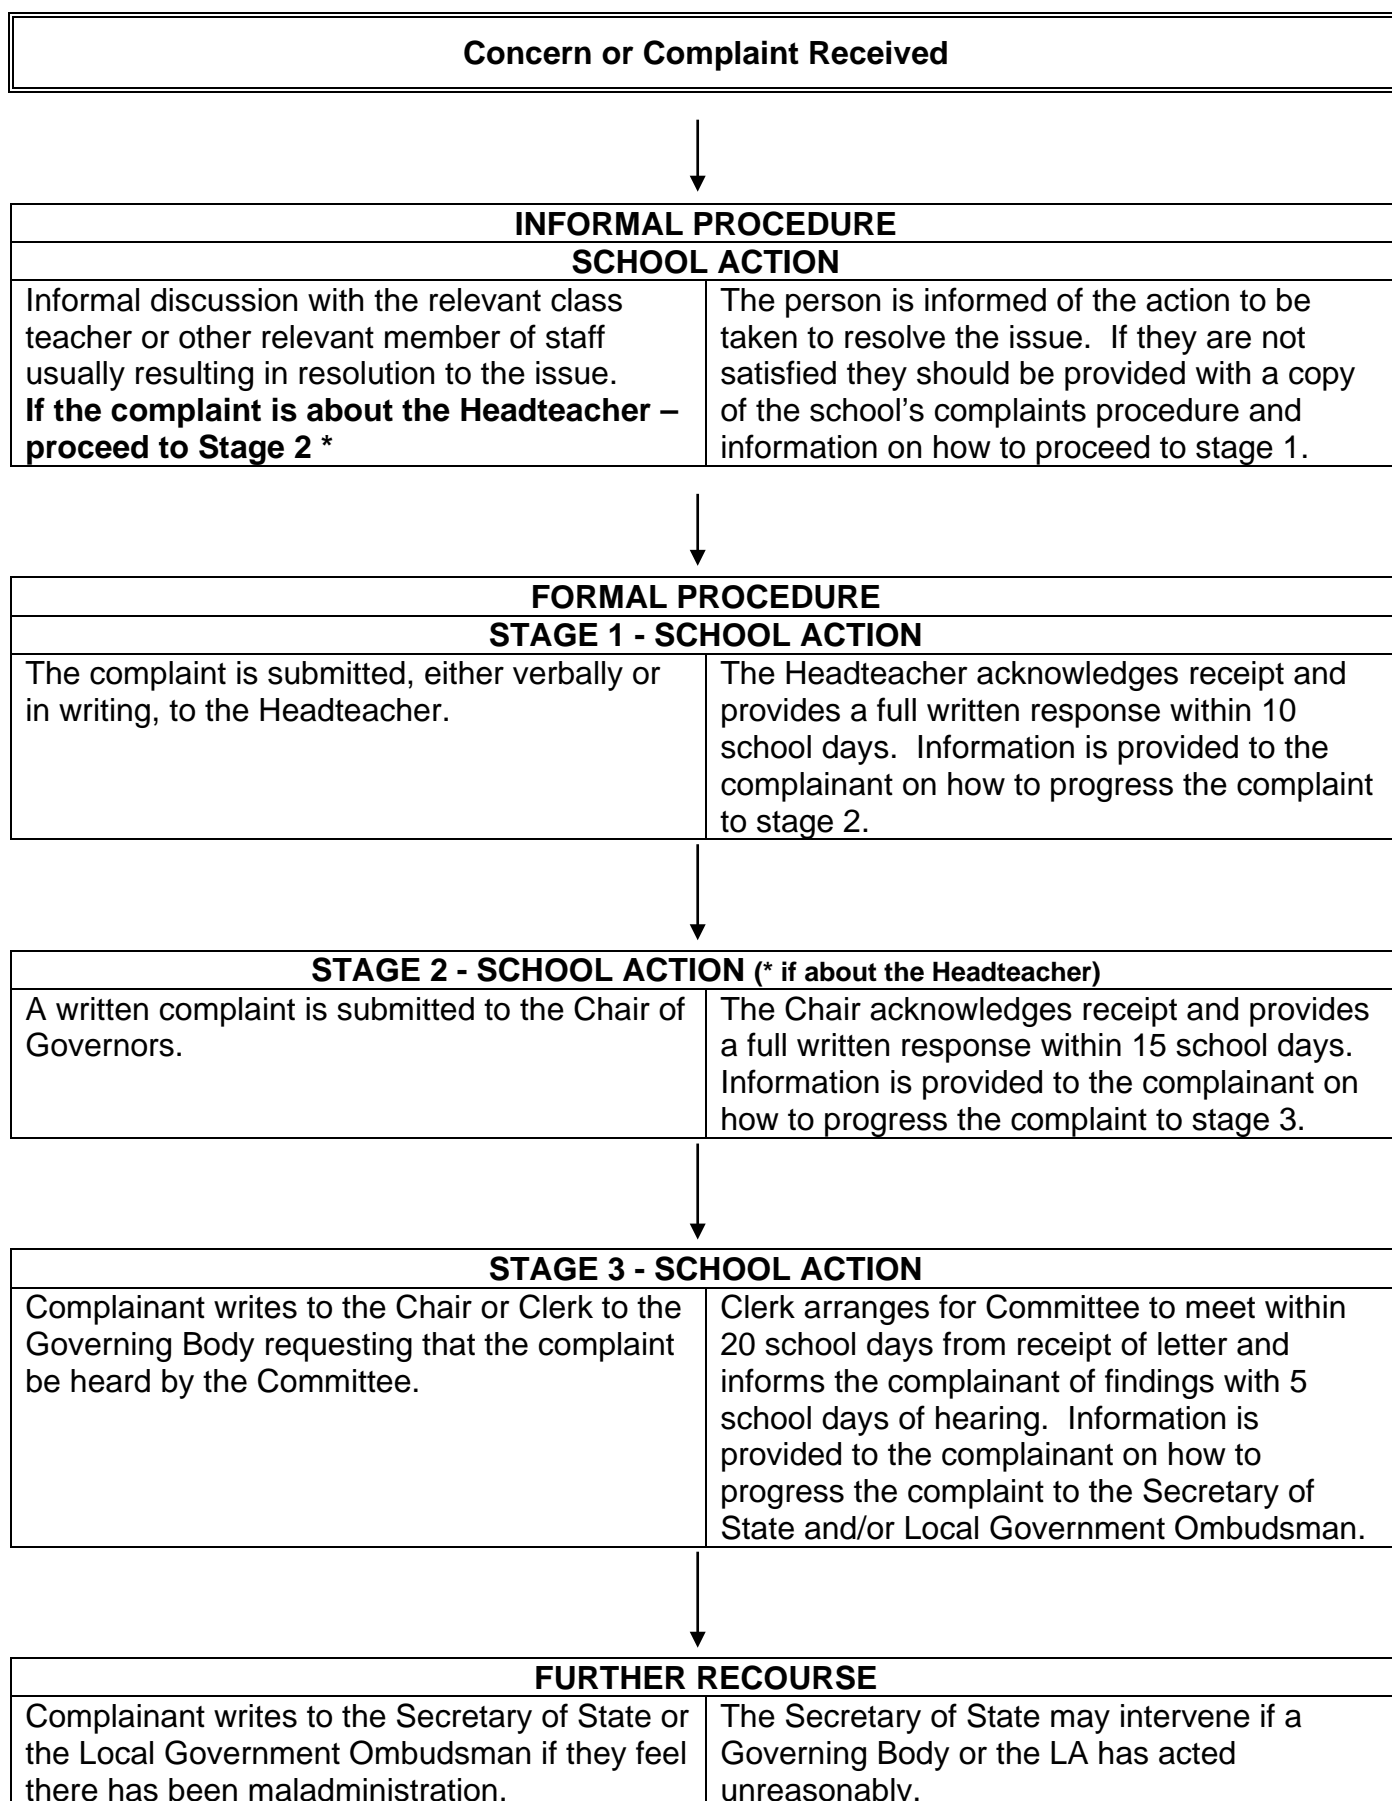 Concern or Complaint Received
INFORMAL PROCEDURE
SCHOOL ACTION
Informal discussion with the relevant class
teacher or other relevant member of staff
usually resulting in resolution to the issue.
If the complaint is about the Headteacher –
proceed to Stage 2 *
The person is informed of the action to be
taken to resolve the issue.  If they are not
satisfied they should be provided with a copy
of the school’s complaints procedure and
information on how to proceed to stage 1.
FORMAL PROCEDURE
STAGE 1 - SCHOOL ACTION
The complaint is submitted, either verbally or
in writing, to the Headteacher.
The Headteacher acknowledges receipt and
provides a full written response within 10
school days.  Information is provided to the
complainant on how to progress the complaint
to stage 2.
STAGE 2 - SCHOOL ACTION (* if about the Headteacher)
A written complaint is submitted to the Chair of
Governors.
The Chair acknowledges receipt and provides
a full written response within 15 school days.
Information is provided to the complainant on
how to progress the complaint to stage 3.
STAGE 3 - SCHOOL ACTION
Complainant writes to the Chair or Clerk to the
Governing Body requesting that the complaint
be heard by the Committee.
Clerk arranges for Committee to meet within
20 school days from receipt of letter and
informs the complainant of findings with 5
school days of hearing.  Information is
provided to the complainant on how to
progress the complaint to the Secretary of
State and/or Local Government Ombudsman.
FURTHER RECOURSE
Complainant writes to the Secretary of State or
the Local Government Ombudsman if they feel
there has been maladministration.
The Secretary of State may intervene if a
Governing Body or the LA has acted
unreasonably.